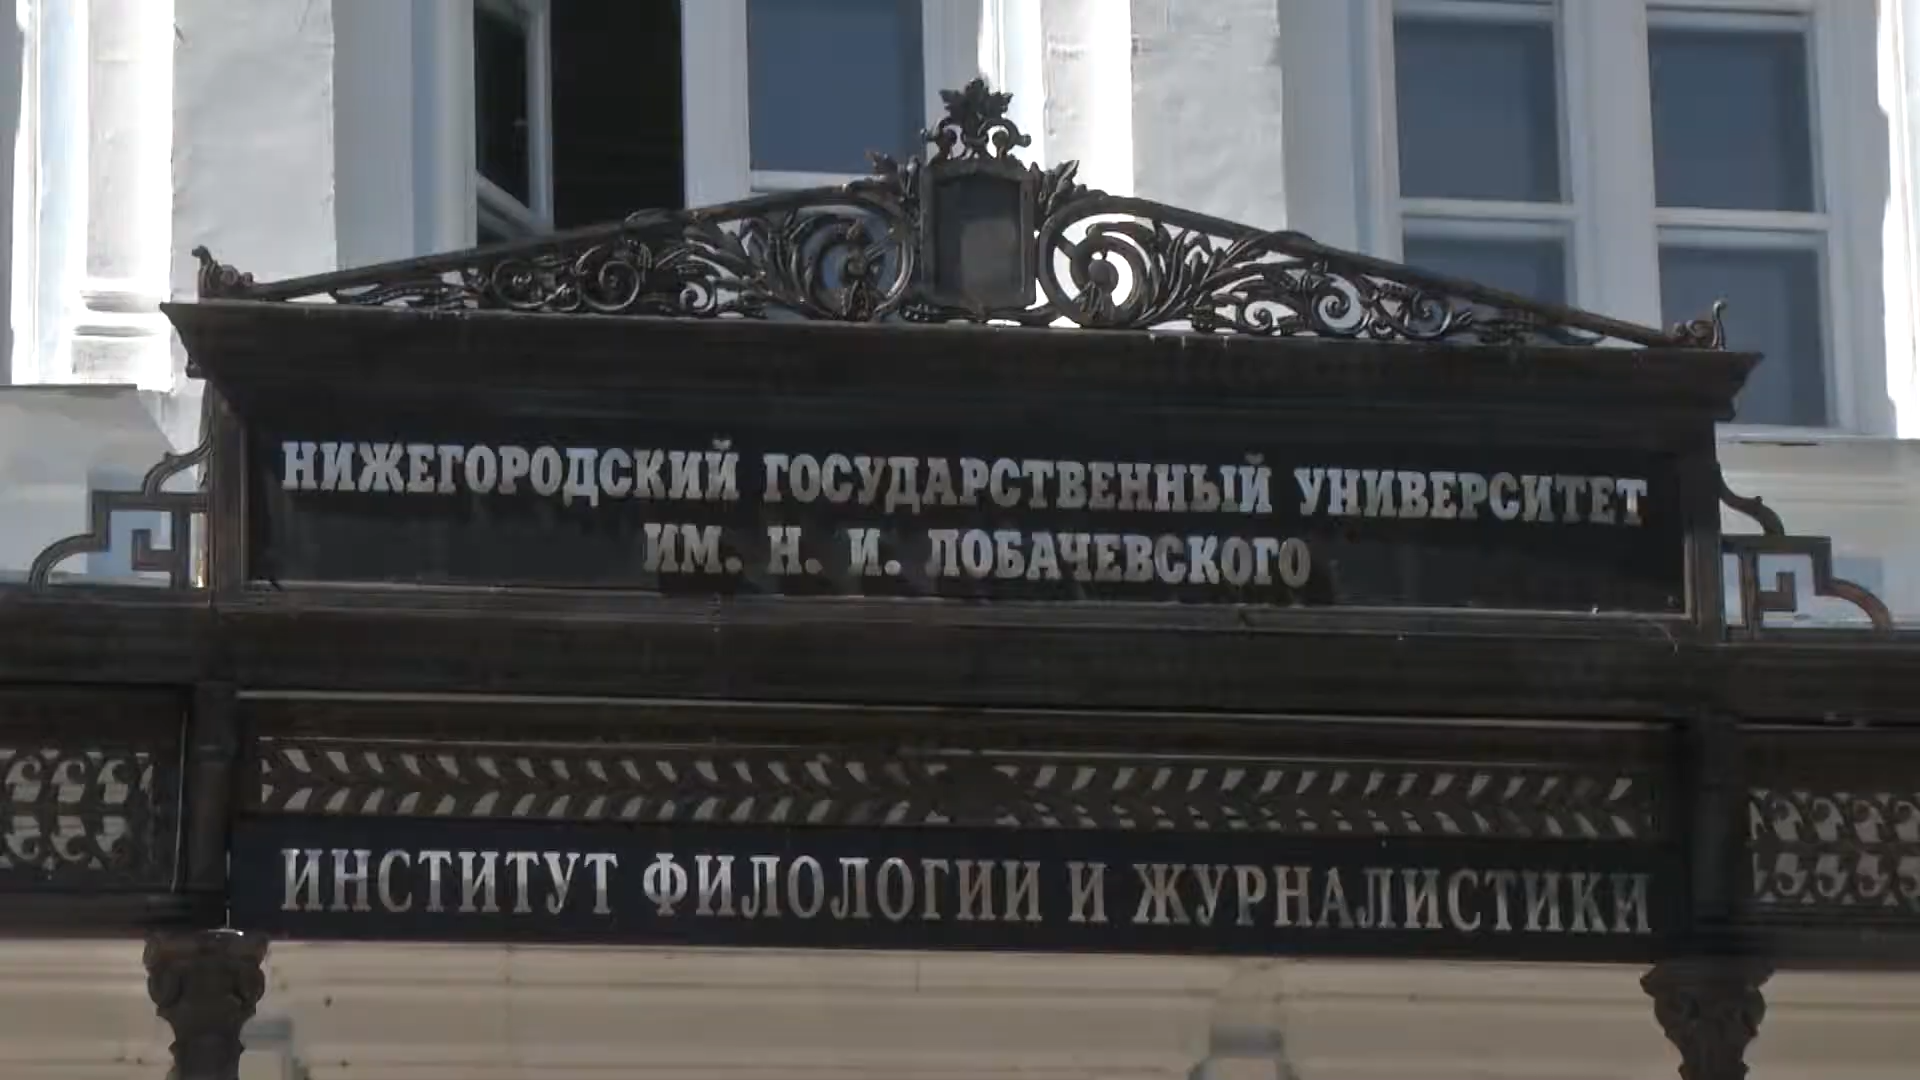 НИЖЕГОРОДСКИЙ ГОСУДАРСТВЕННЫЙ УНИВЕРСИТЕТ
ИМ. Н. И. ЛОБАЧЕВСКОГО
ИНСТИТУТ ФИЛОЛОГИИ И ЖУРНАЛИСТИКИ